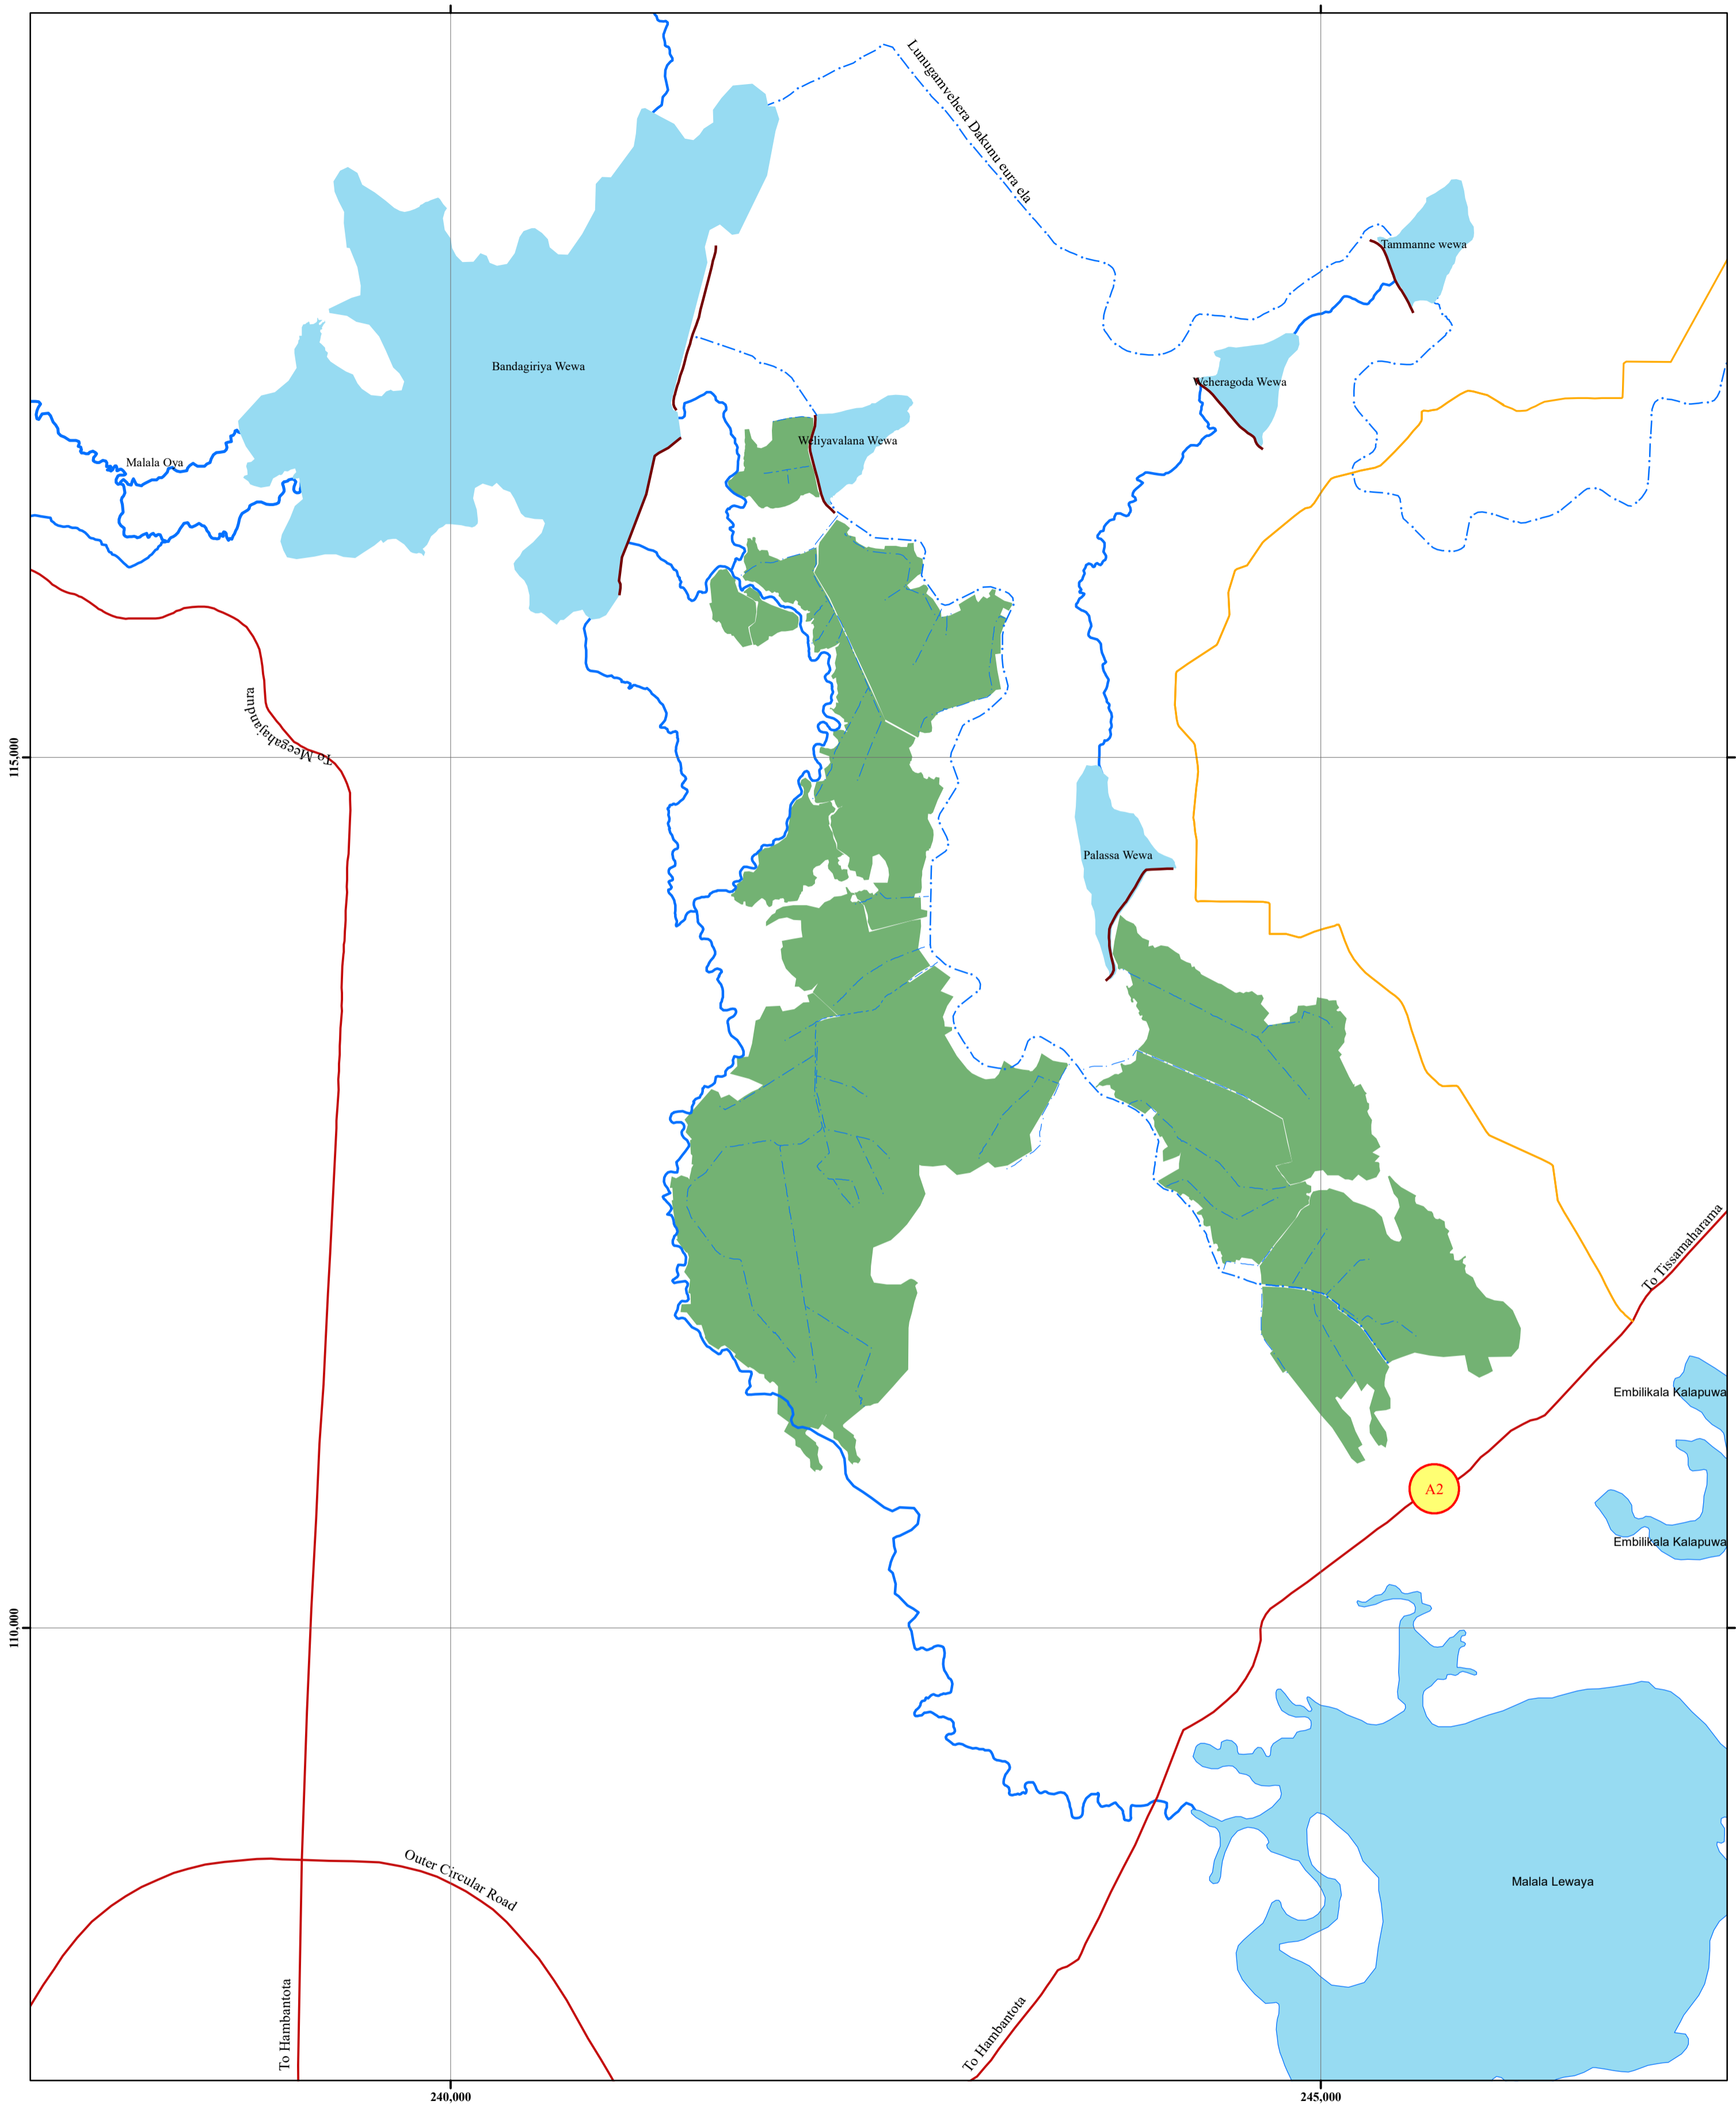 Lunugamvehera Dakunu eura ela
Tammanne wewa
Bandagiriya Wewa
Weheragoda Wewa
Weliyavalana Wewa
Malala Oya
To Meegahajandura
115,000
Palassa Wewa
To Tissamaharama
Embilikala Kalapuwa
A2
Embilikala Kalapuwa
110,000
Outer Circular Road
Malala Lewaya
To Hambantota
To Hambantota
240,000
245,000